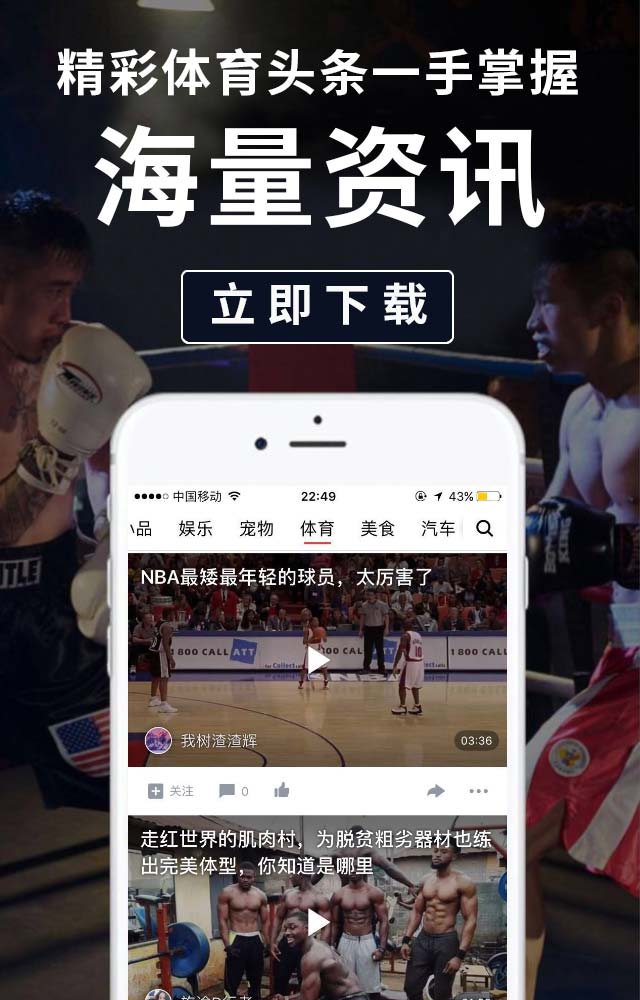 精彩体育头条一手掌握
海量资讯
立即下载
中国移动 22:49 43%
品 娱乐 宠物 体育 美食 汽车
NBA最矮最年轻的球员，太厉害了
1 800 CALL ATT
1 800 CALL
for Collect
NBA
10
我树渣渣辉
03:36
关注 0
走红世界的肌肉村，为脱贫粗劣器材也练
出完美体型，你知道是哪里